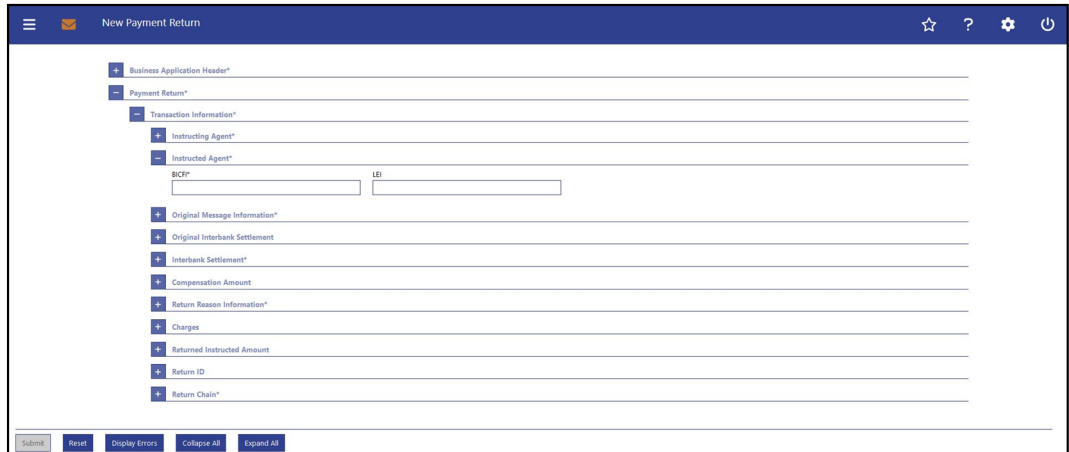 New Payment Return
Business Application Header*
Payment Return*
Transaction Information*
Instructing Agent*
Instructed Agent*
BICFI* LEI
Original Message Information*
Original Interbank Settlement
Interbank Settlement*
Compensation Amount
Return Reason Information*
Charges
Returned Instructed Amount
Return ID
Return Chain*
Submit Reset Display Errors Collapse All Expand All